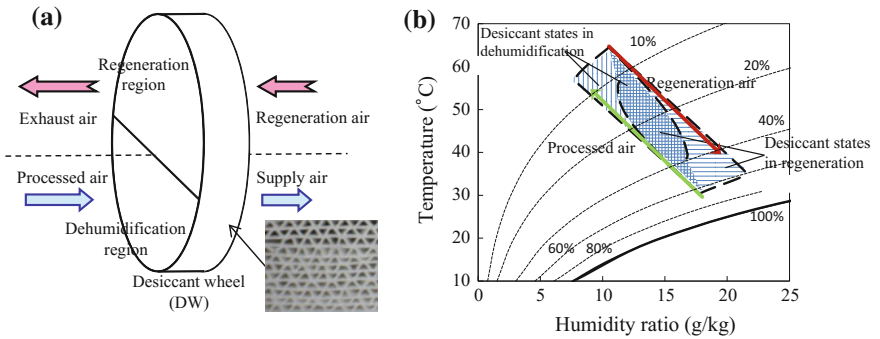 (a)
Regeneration
region
Exhaust air
Regeneration air
Processed air
Supply air
Dehumidification
region
Desiccant wheel
(DW)
(b)
Temperature (°C)
70
60
50
40
30
20
10
0
5
10
15
20
25
Humidity ratio (g/kg)
Desiccant states in
dehumidification
10%
20%
Regeneration air
40%
Processed air
Desiccant states
in regeneration
60%
80%
100%